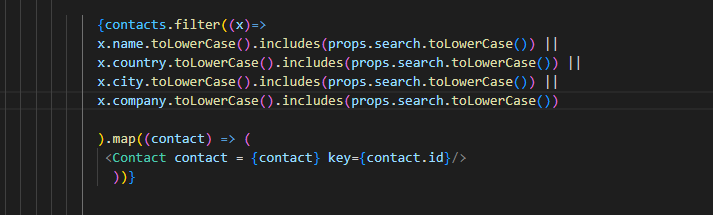 {contacts.filter((x)=>
x.name.toLowerCase().includes(props.search.toLowerCase()) ||
x.country.toLowerCase().includes(props.search.toLowerCase()) ||
x.city.toLowerCase().includes(props.search.toLowerCase()) ||
x.company.toLowerCase().includes(props.search.toLowerCase())
).map((contact) => (
<Contact contact = {contact} key={contact.id}/>
))}